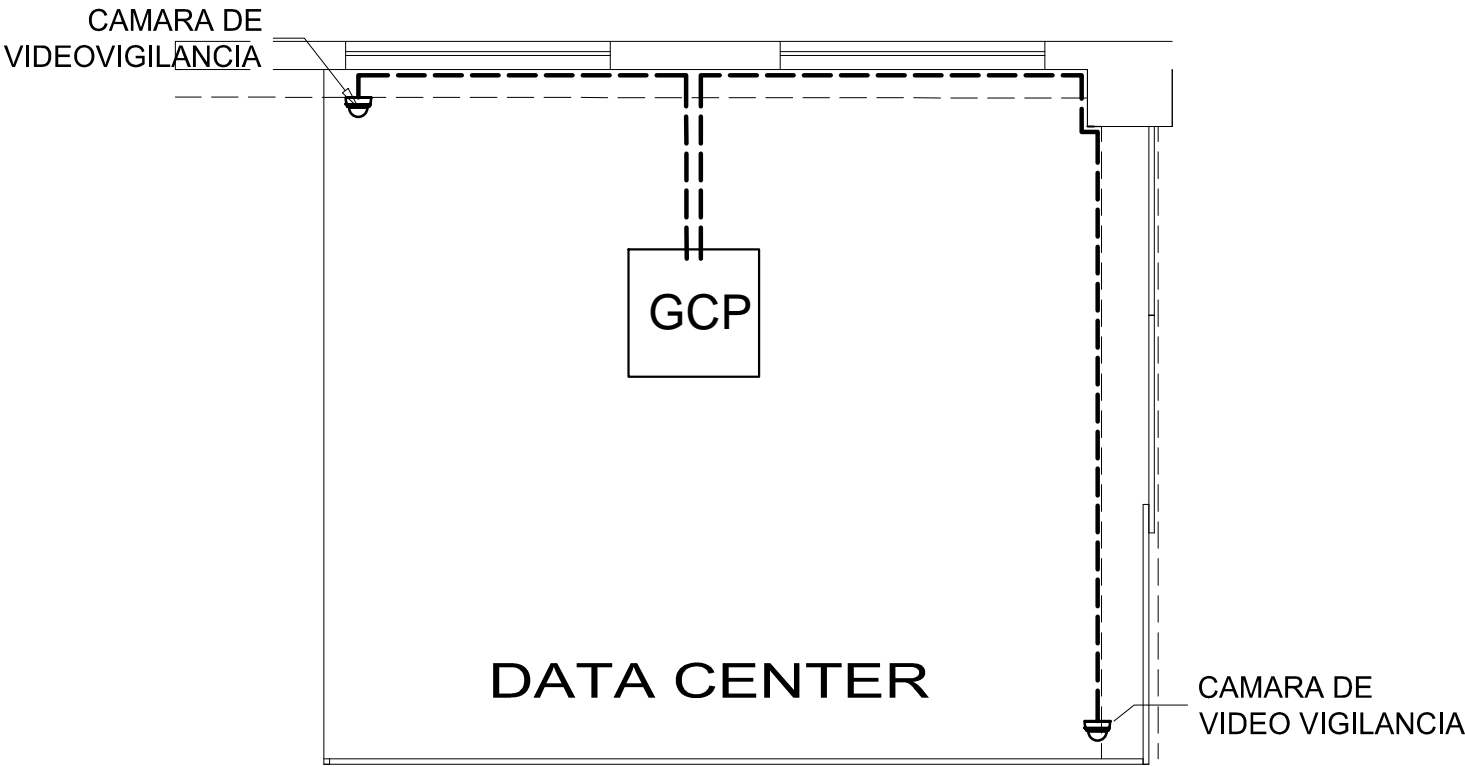 CAMARA DE
VIDEOVIGILANCIA
GCP
DATA CENTER
CAMARA DE
VIDEO VIGILANCIA